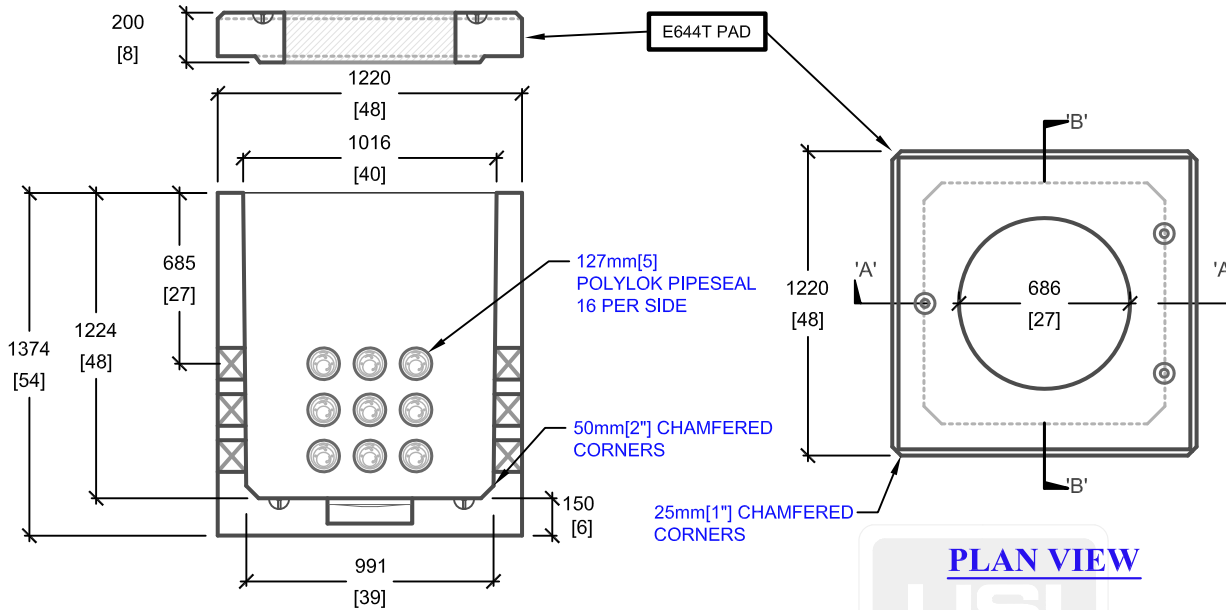 200
[8]
E644T PAD
1220
[48]
1016
[40]
685
[27]
1224
[48]
1374
[54]
127mm[5]
POLYLOK PIPESEAL
16 PER SIDE
50mm[2"] CHAMFERED
CORNERS
150
[6]
991
[39]
'B'
'A'
'A
1220
[48]
686
[27]
'B'
25mm[1"] CHAMFERED
CORNERS
PLAN VIEW